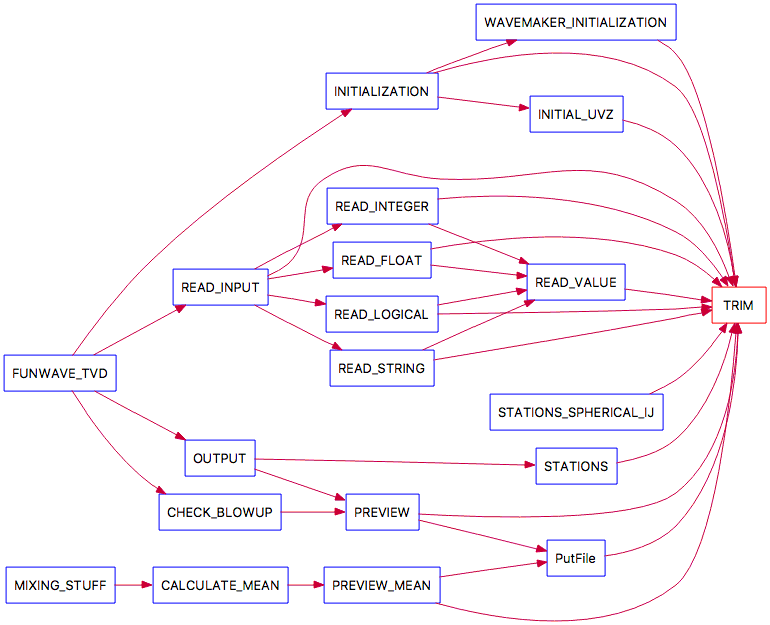 WAVEMAKER_INITIALIZATION
INITIALIZATION
INITIAL_UVZ
READ_INTEGER
READ_FLOAT
READ_INPUT
READ_VALUE
TRIM
READ_LOGICAL
READ_STRING
FUNWAVE_TVD
STATIONS_SPHERICAL_IJ
OUTPUT
STATIONS
CHECK_BLOWUP
PREVIEW
PutFile
MIXING_STUFF
CALCULATE_MEAN
PREVIEW_MEAN